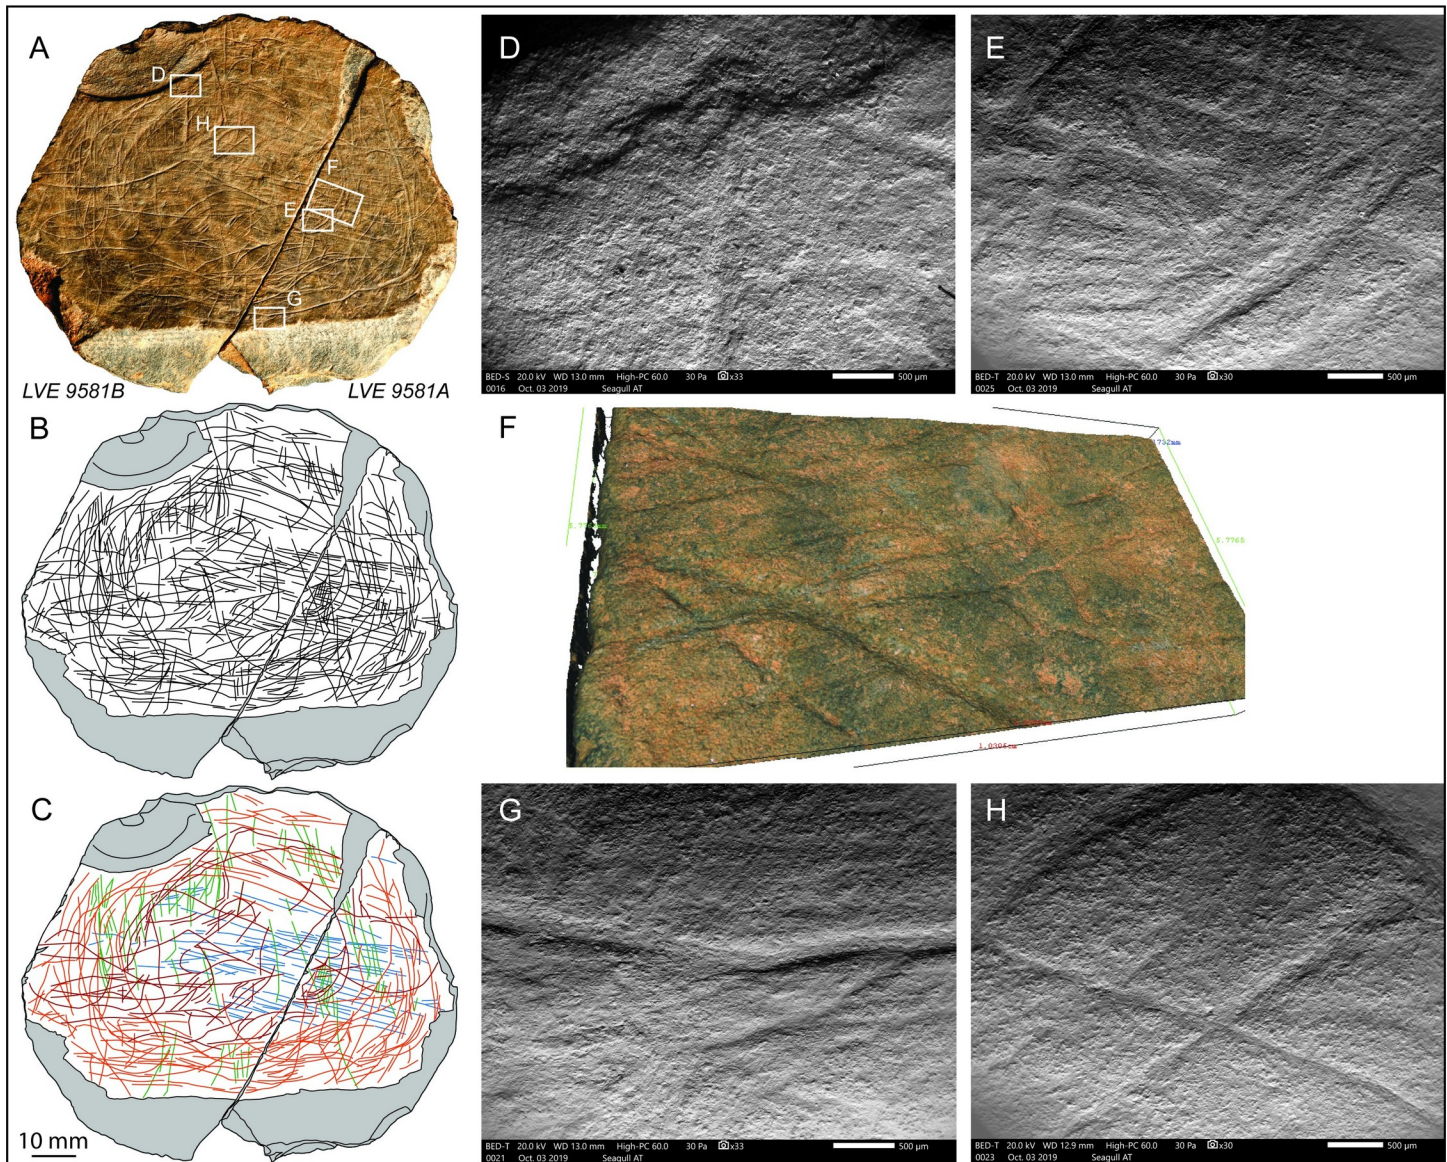 A
D
H
F
E
G
LVE 9581B
LVE 9581A
B
C
10 mm
D
BED-S 20.0 kV WD 13.0 mm High-PC 60.0 30 Pa x33 500 µm
0016 Oct. 03 2019 Seagull AT
E
BED-T 20.0 kV WD 13.0 mm High-PC 60.0 30 Pa x30 500 µm
0025 Oct. 03 2019 Seagull AT
F
1.0306cm
G
BED-T 20.0 kV WD 13.0 mm High-PC 60.0 30 Pa x33 500 µm
0021 Oct. 03 2019 Seagull AT
H
BED-T 20.0 kV WD 12.9 mm High-PC 60.0 30 Pa x30 500 µm
0023 Oct. 03 2019 Seagull AT